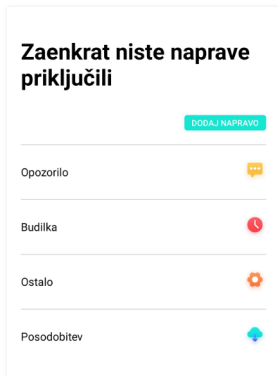 Zaenkrat niste naprave
priključili
DODAJ NAPRAVO
Opozorilo
Budilka
Ostalo
Posodobitev